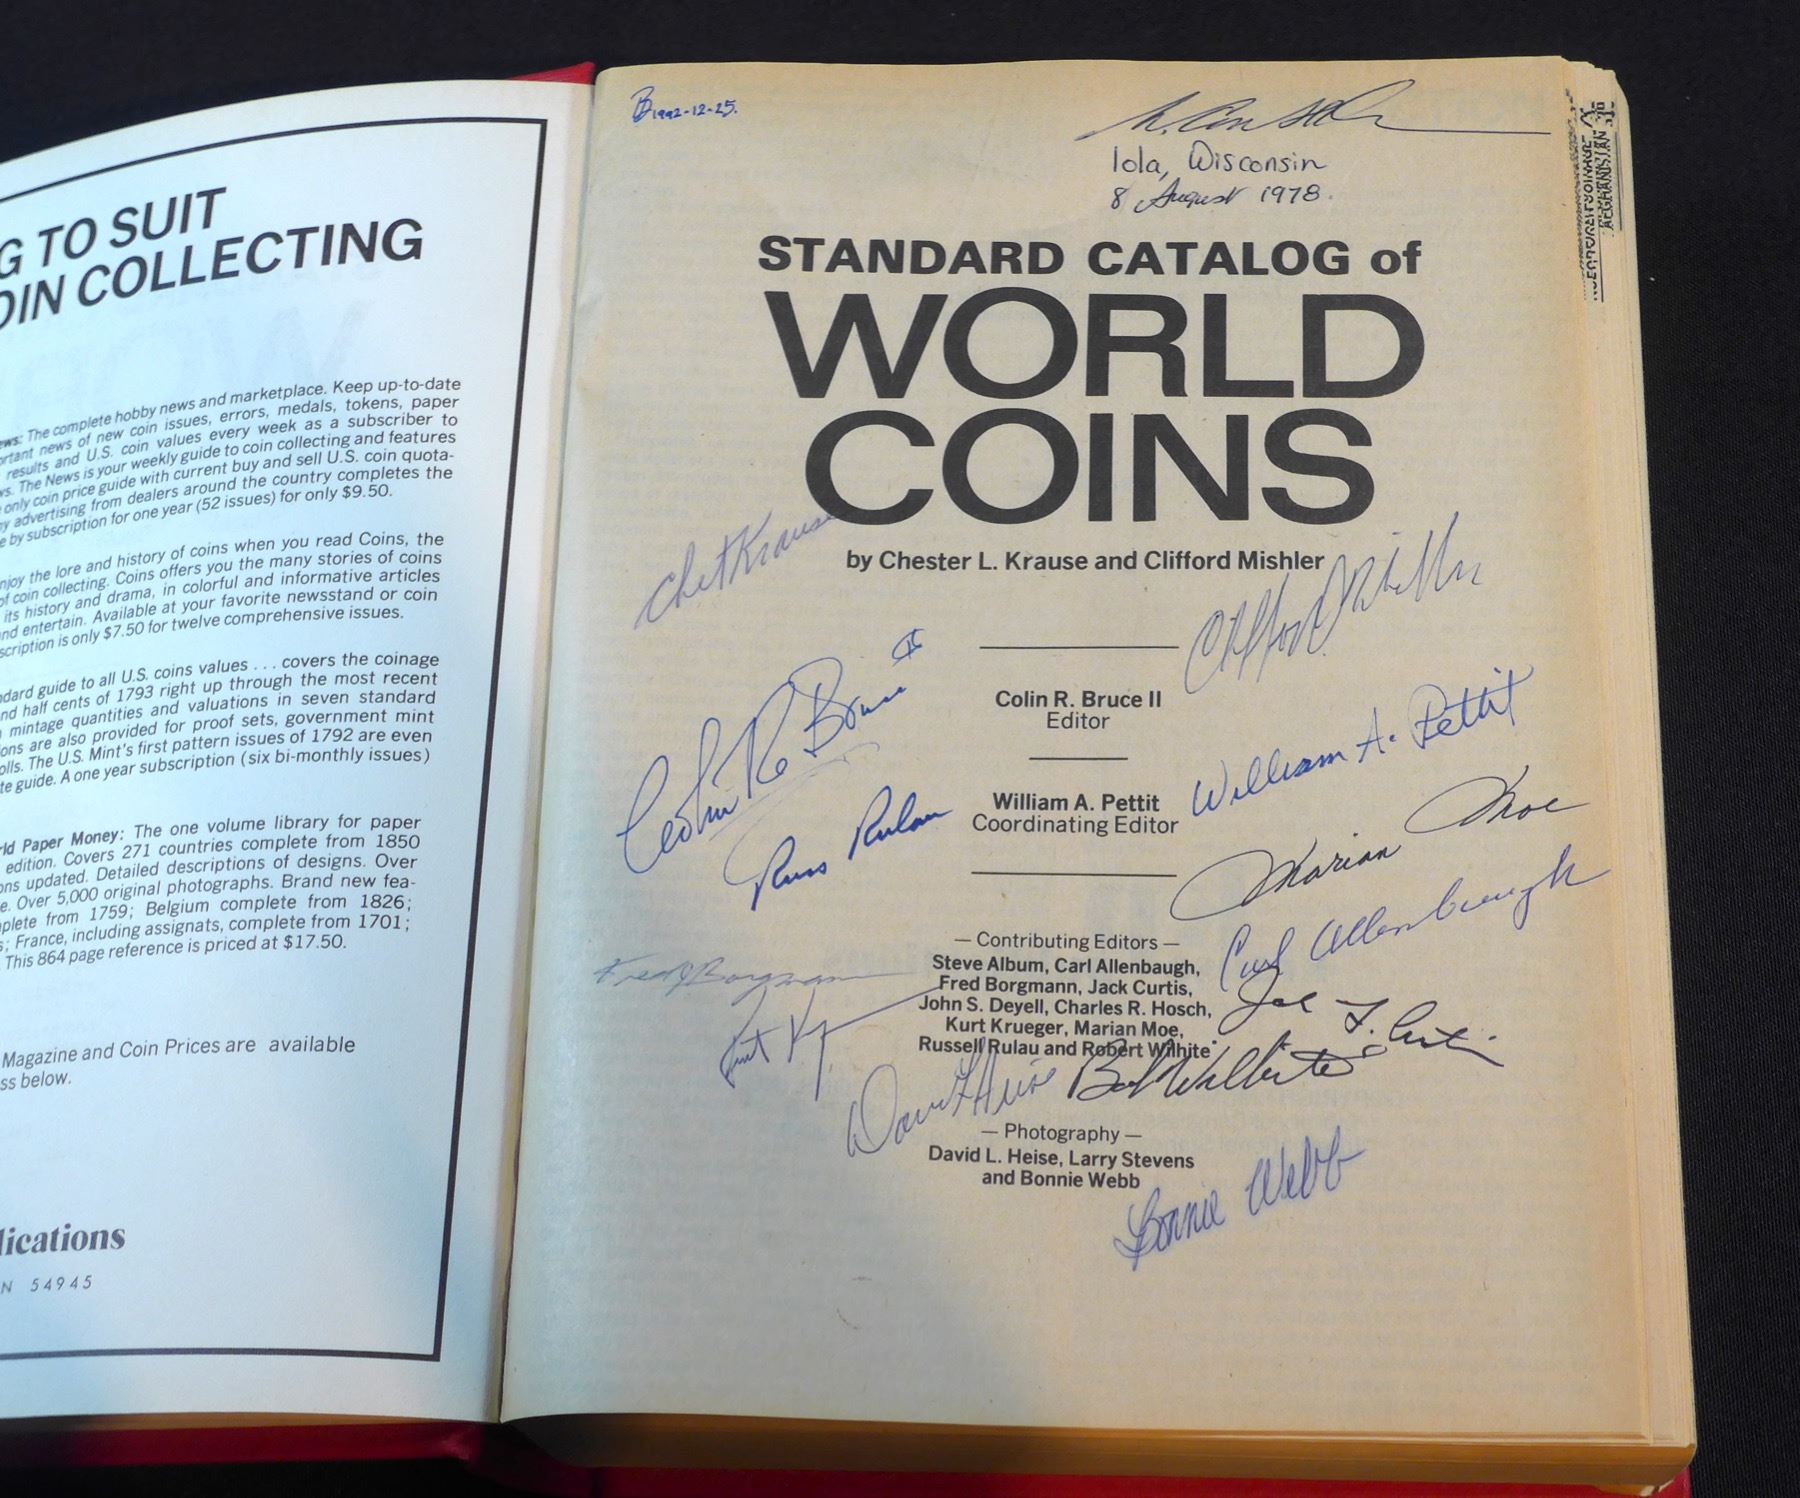 G TO SUIT
OIN COLLECTING
ews: The complete hobby news and marketplace. Keep up-to-date
ortant news of new coin issues, errors, medals, tokens, paper
results and U.S. coin values every week as a subscriber to
ws. The News is your weekly guide to coin collecting and features
only coin price guide with current buy and sell U.S. coin quota-
y advertising from dealers around the country completes the
e by subscription for one year (52 issues) for only $9.50.
njoy the lore and history of coins when you read Coins, the
of coin collecting. Coins offers you the many stories of coins
its history and drama, in colorful and informative articles
nd entertain. Available at your favorite newsstand or coin
scription is only $7.50 for twelve comprehensive issues.
dard guide to all U.S. coins values . . . covers the coinage
nd half cents of 1793 right up through the most recent
mintage quantities and valuations in seven standard
ons are also provided for proof sets, government mint
olls. The U.S. Mint's first pattern issues of 1792 are even
te guide. A one year subscription (six bi-monthly issues)
rld Paper Money: The one volume library for paper
edition. Covers 271 countries complete from 1850
ons updated. Detailed descriptions of designs. Over
e. Over 5,000 original photographs. Brand new fea-
plete from 1759; Belgium complete from 1826;
s; France, including assignats, complete from 1701;
This 864 page reference is priced at $17.50.
Magazine and Coin Prices are available
ss below.
lications
N 54945
1992-12-25.
Iola, Wisconsin
8 August 1978.
STANDARD CATALOG of
WORLD
COINS
by Chester L. Krause and Clifford Mishler
Chet Krause
Clifford Mishler
Colin R. Bruce II
Editor
Colin R Bruce II
William A. Pettit
Coordinating Editor
William A. Pettit
Russ Rulau
Marian Moe
— Contributing Editors —
Steve Album, Carl Allenbaugh,
Fred Borgmann, Jack Curtis,
John S. Deyell, Charles R. Hosch,
Kurt Krueger, Marian Moe,
Russell Rulau and Robert Wilhite
Carl Allenbaugh
Fred J Borgmann
Bob Wilhite
— Photography —
David L. Heise, Larry Stevens
and Bonnie Webb
David L Heise
Bonnie Webb